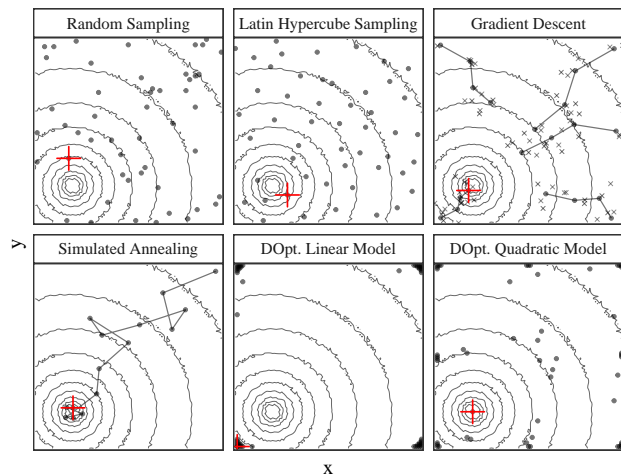 Random Sampling
Latin Hypercube Sampling
Gradient Descent
y
Simulated Annealing
DOpt. Linear Model
DOpt. Quadratic Model
x